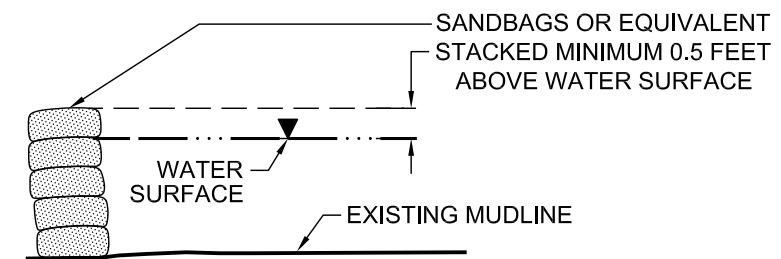 SANDBAGS OR EQUIVALENT
STACKED MINIMUM 0.5 FEET
ABOVE WATER SURFACE
WATER
SURFACE
EXISTING MUDLINE